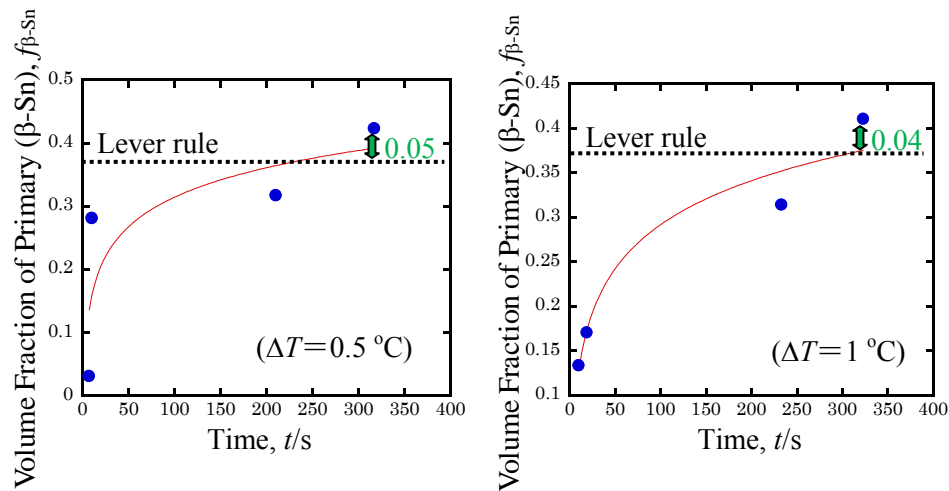 Volume Fraction of Primary (β-Sn), fβ-Sn
0.5
0.4
0.3
0.2
0.1
0
Lever rule
0.05
(ΔT＝0.5 °C)
0 50 100 150 200 250 300 350 400
Time, t/s
Volume Fraction of Primary (β-Sn), fβ-Sn
0.45
0.4
0.35
0.3
0.25
0.2
0.15
0.1
Lever rule
0.04
(ΔT＝1 °C)
0 50 100 150 200 250 300 350 400
Time, t/s